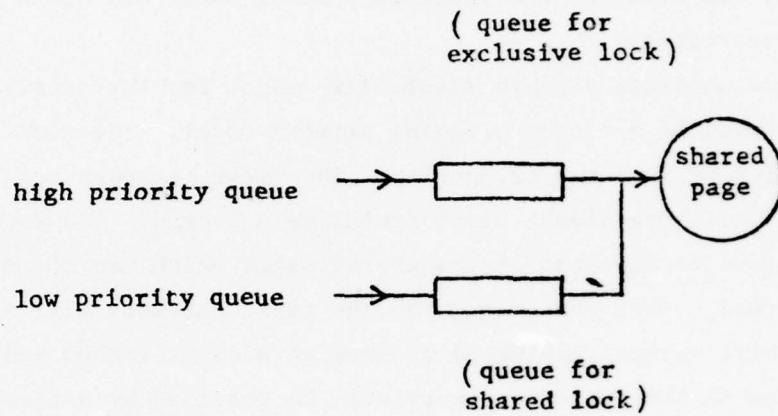 ( queue for
exclusive lock)
shared
page
high priority queue
low priority queue
(queue for
shared lock)